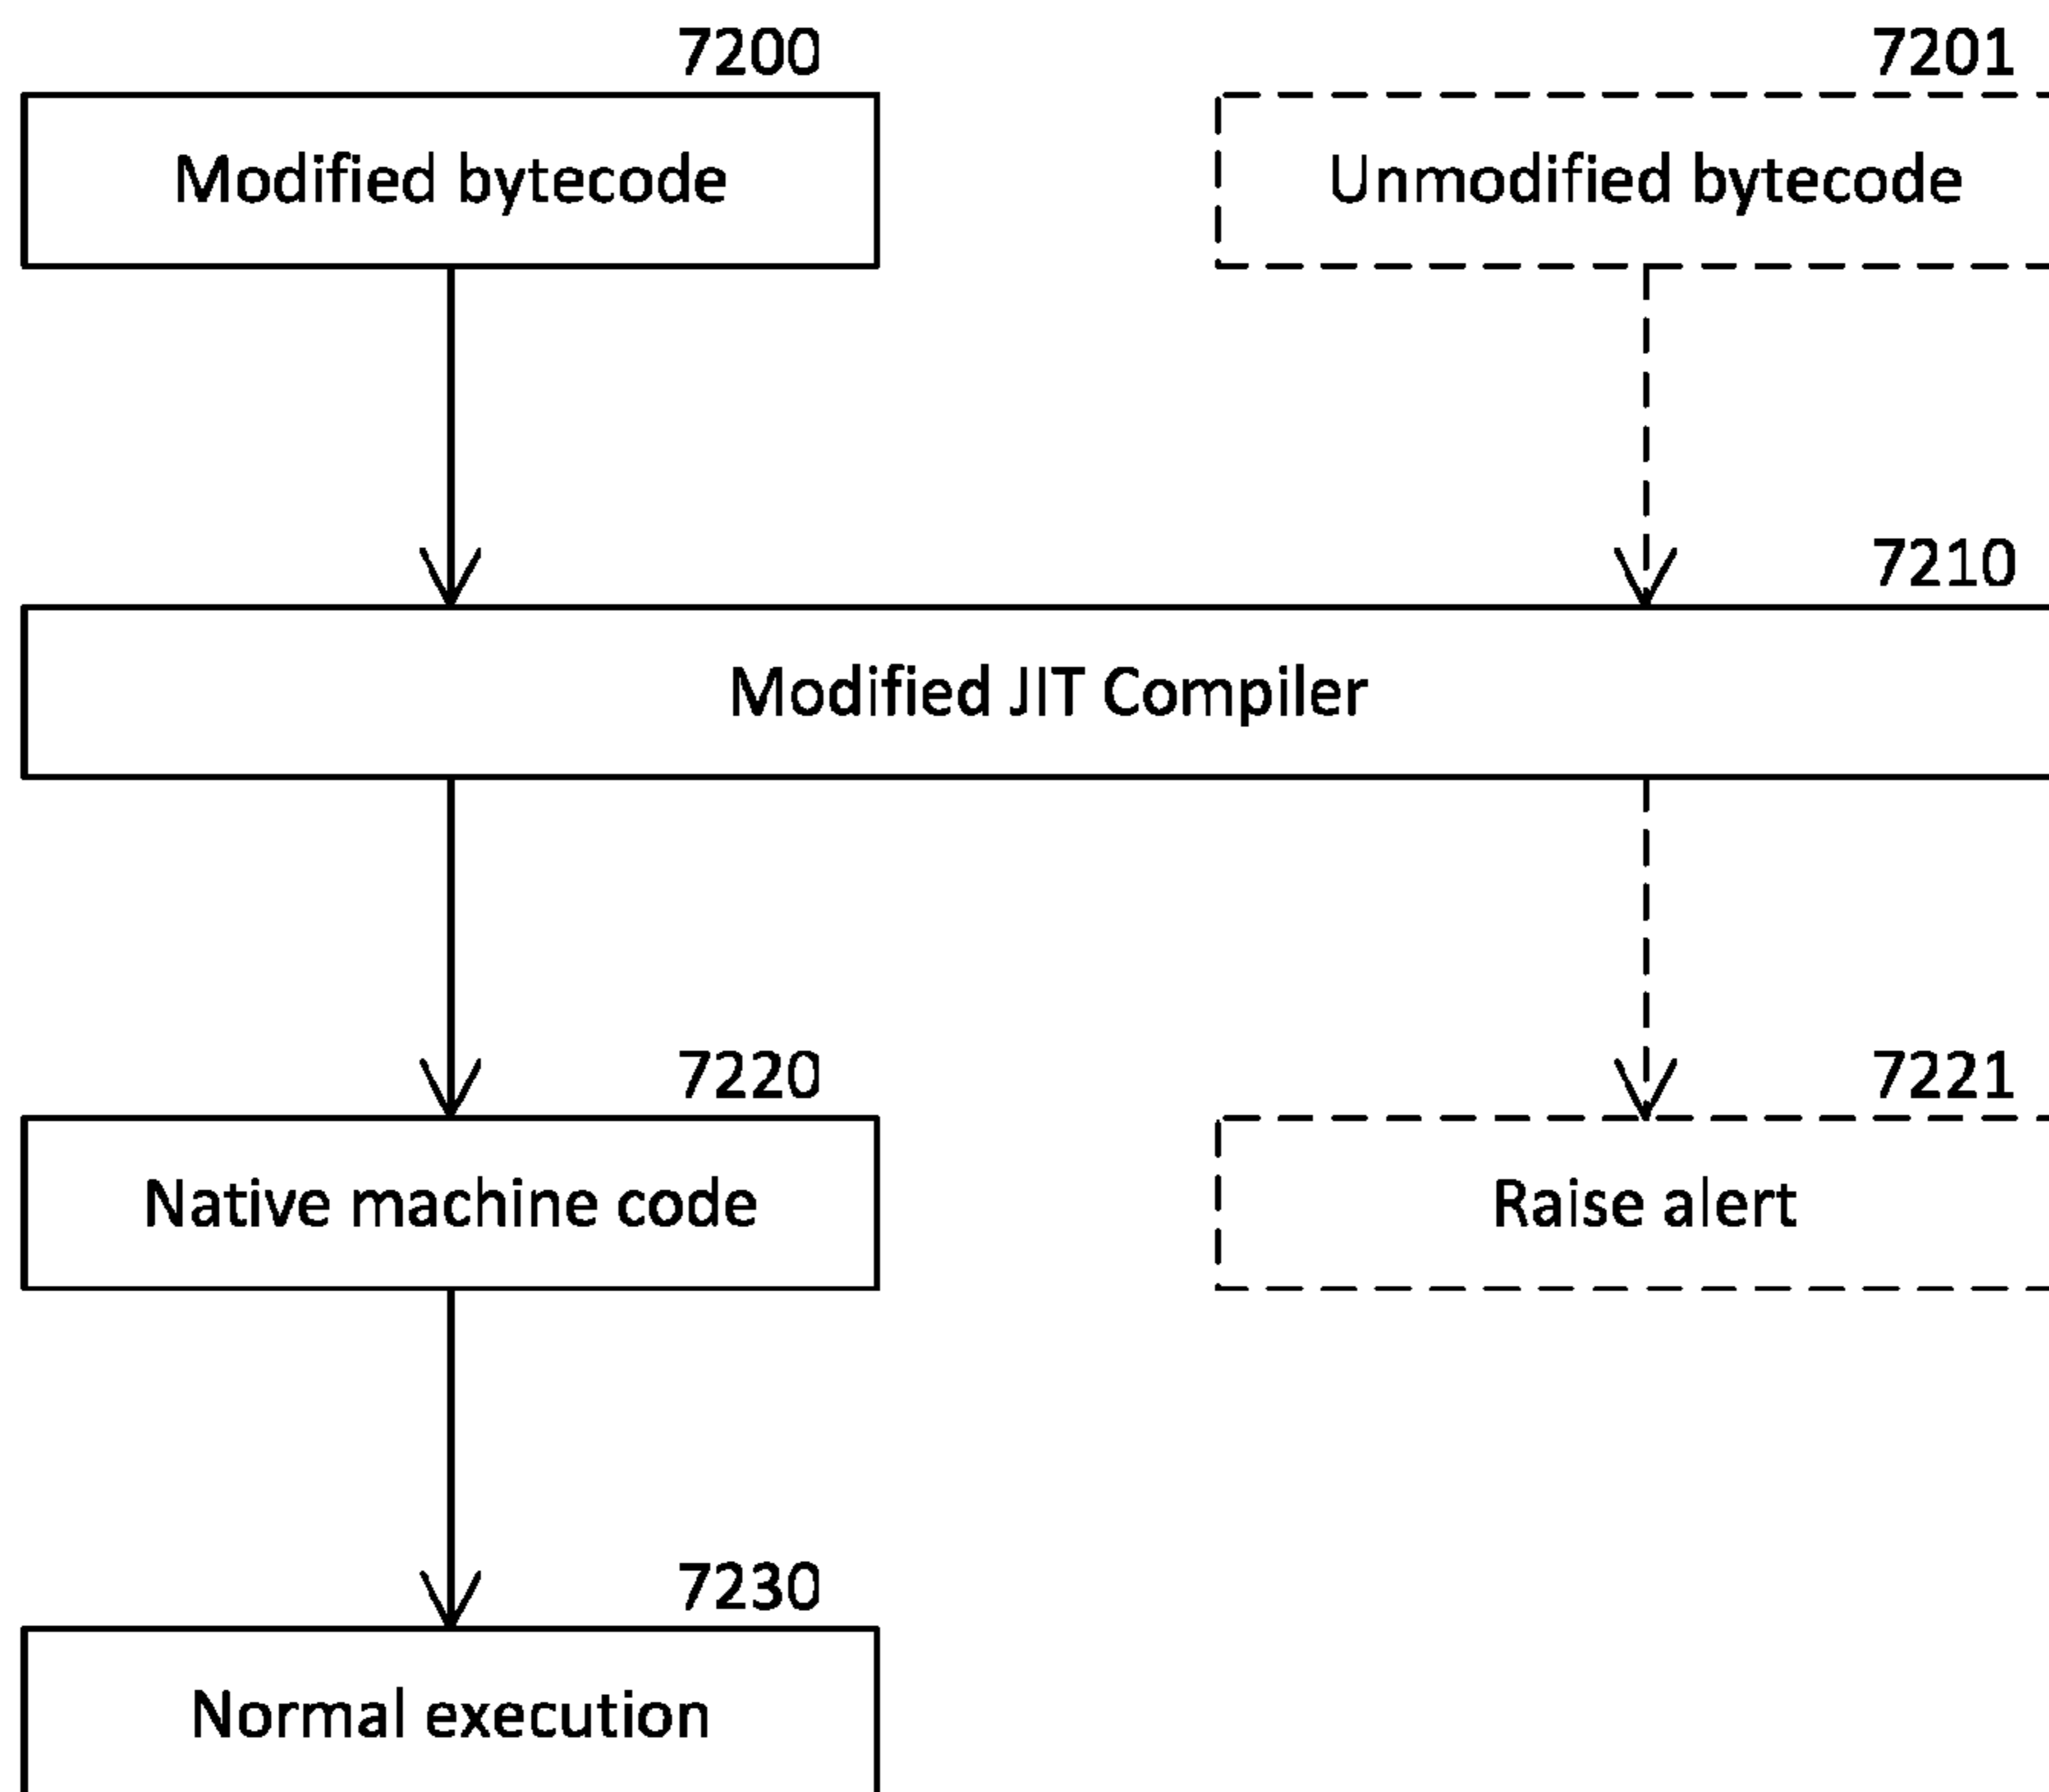 7200
7201
Modified bytecode
Unmodified bytecode
7210
Modified JIT Compiler
7220
7221
Native machine code
Raise alert
7230
Normal execution